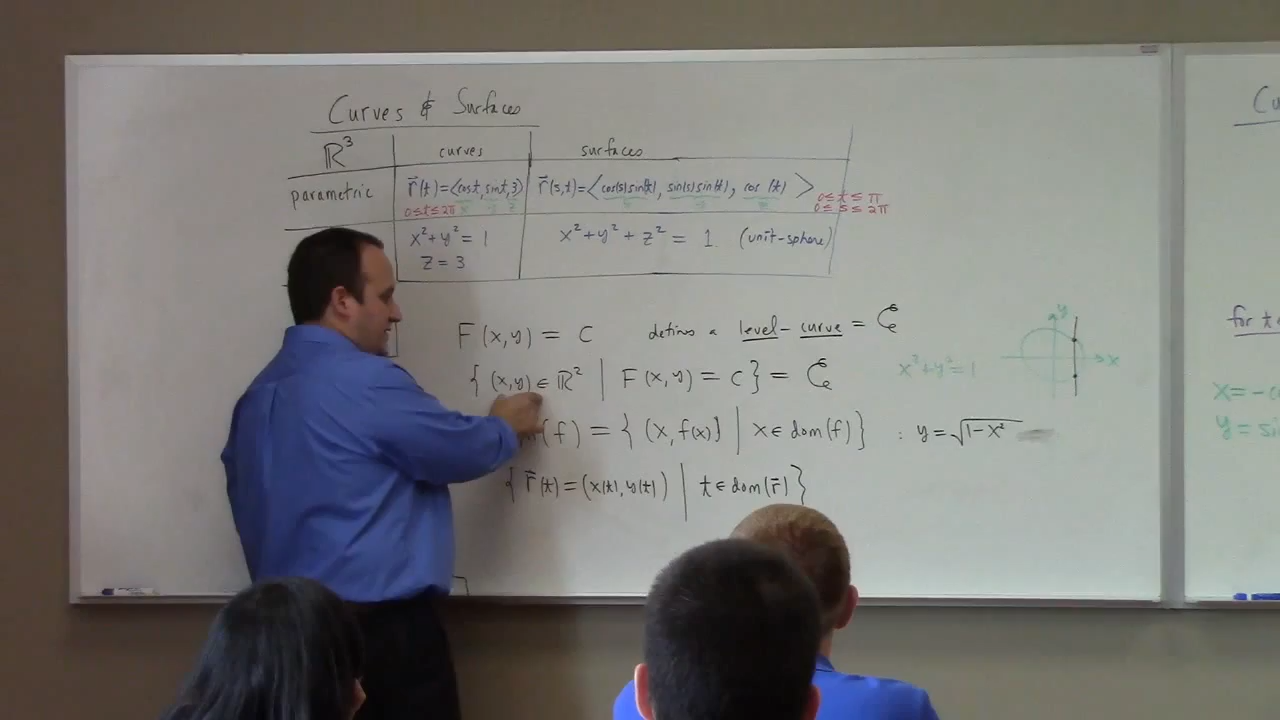 Curves & Surfaces
ℝ³ curves surfaces
parametric r⃗(t)=⟨cos t, sin t, 3⟩ r⃗(s,t)=⟨cos(s)sin(t), sin(s)sin(t), cos(t)⟩
0≤t≤2π x y z 0≤t≤π
0≤s≤2π
x²+y²=1 x²+y²+z²=1. (unit-sphere)
z=3
F(x,y) = C defines a level-curve = C
{(x,y)∈ℝ² | F(x,y)=C} = C
(f) = {(x,f(x)) | x∈dom(f)} : y=√(1-x²)
{r⃗(t)=(x(t),y(t)) | t∈dom(r⃗)}
y
x
x²+y²=1
for
x=-
y=